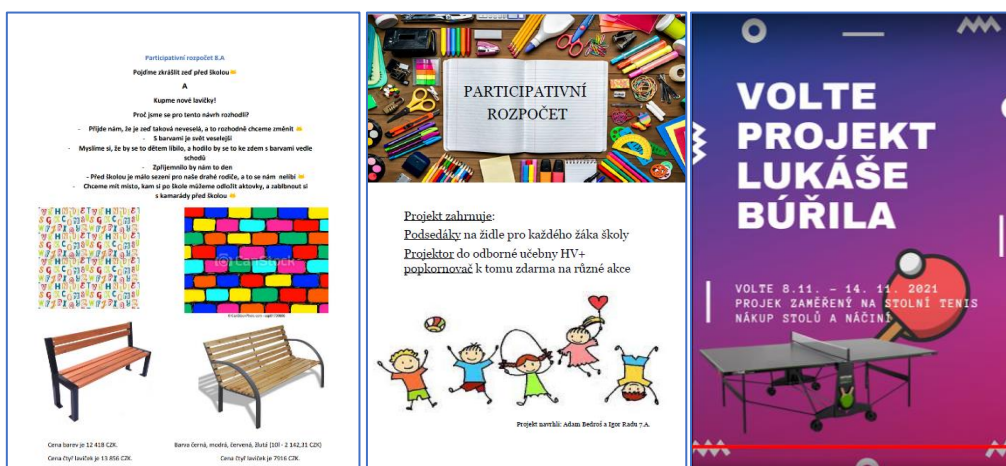 Participativní rozpočet 8.A
Pojďme zkrášlit zeď před školou
A
Kupme nové lavičky!
Proč jsme se pro tento návrh rozhodli?
- Přijde nám, že je zeď taková neveselá, a to rozhodně chceme změnit
- S barvami je svět veselejší
- Myslíme si, že by se to dětem líbilo, a hodilo by se to ke zdem s barvami vedle
schodů
- Zpříjemnilo by nám to den
- Před školou je málo sezení pro naše drahé rodiče, a to se nám nelíbí
- Chceme mít místo, kam si po škole můžeme odložit aktovky, a zablbnout si
s kamarády před školou
CanStock
Cena barev je 12 418 CZK.
Cena čtyř laviček je 13 856 CZK.
Barva černá, modrá, červená, žlutá (10l - 2 142,31 CZK)
Cena čtyř laviček je 7916 CZK.
PARTICIPATIVNÍ
ROZPOČET
Projekt zahrnuje:
Podsedáky na židle pro každého žáka školy
Projektor do odborné učebny HV+
popkornovač k tomu zdarma na různé akce
Projekt navrhli: Adam Bedroš a Igor Radu 7.A.
VOLTE
PROJEKT
LUKÁŠE
BÚŘILA
VOLTE 8.11. – 14. 11. 2021
PROJEK ZAMĚŘENÝ NA STOLNÍ TENIS
NÁKUP STOLŮ A NÁČINÍ